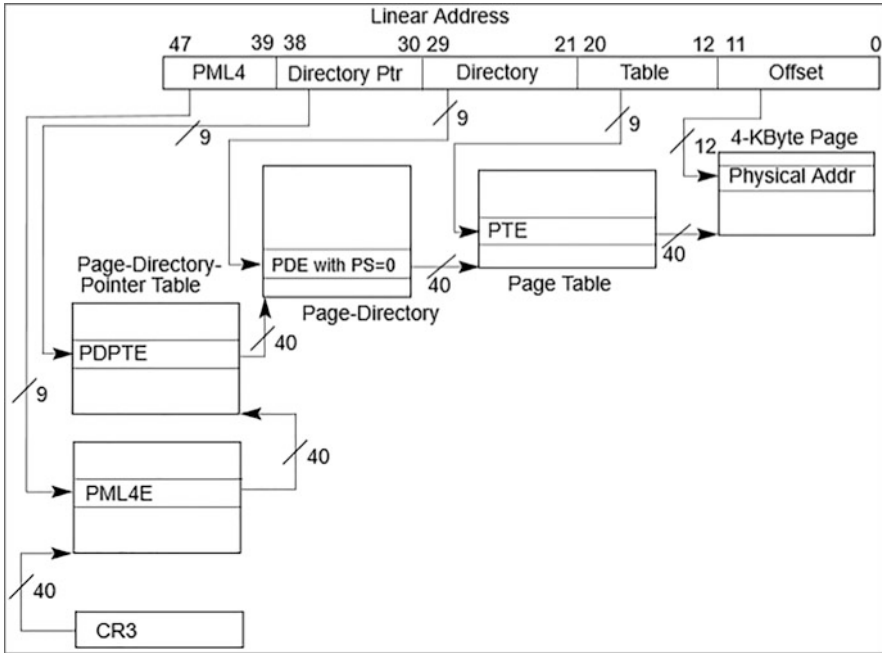 Linear Address
47 39 38 30 29 21 20 12 11 0
PML4 Directory Ptr Directory Table Offset
9 9 9
4-KByte Page
12
Physical Addr
PTE
Page-Directory-
Pointer Table
PDE with PS=0
40 40
Page Table
Page-Directory
40
PDPTE
9
40
PML4E
40
CR3